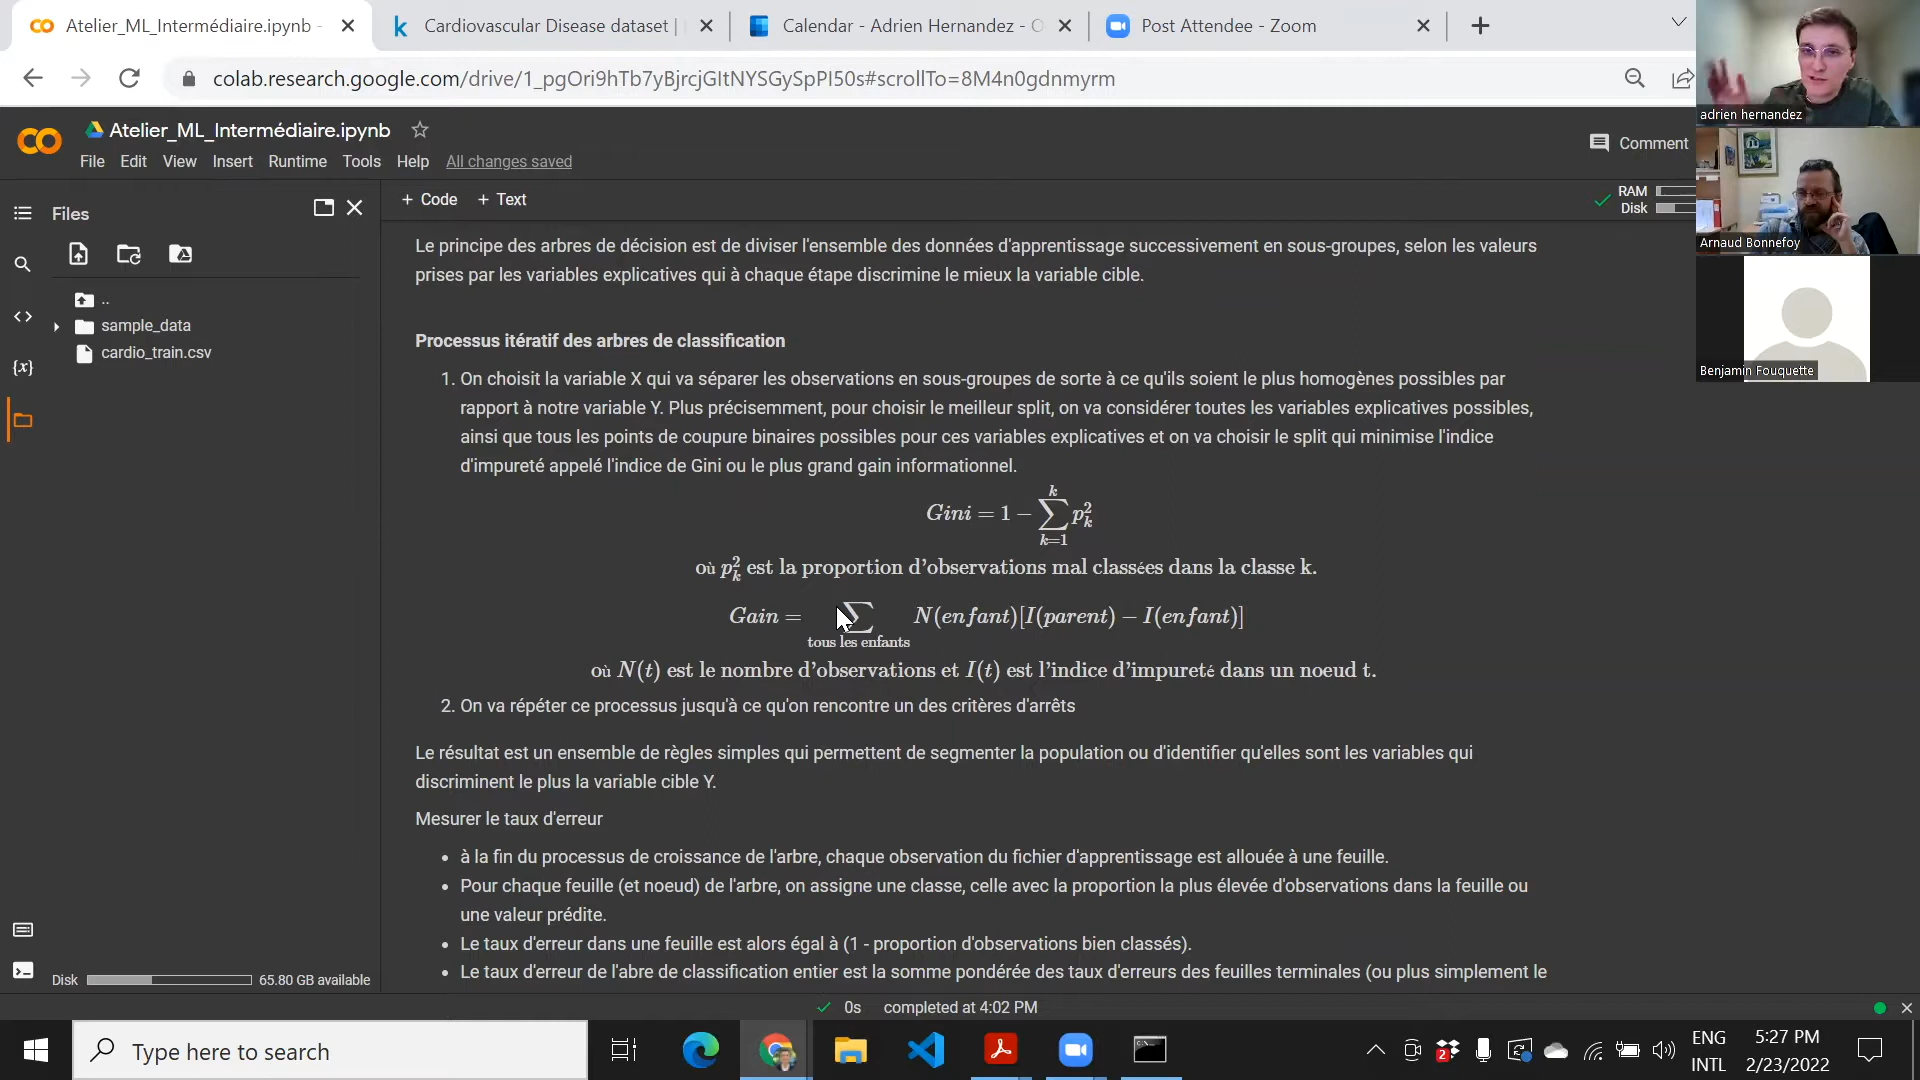 Atelier_ML_Intermédiaire.ipynb -
Cardiovascular Disease dataset |
Calendar - Adrien Hernandez - O
Post Attendee - Zoom
colab.research.google.com/drive/1_pgOri9hTb7yBjrcjGItNYSGySpPI50s#scrollTo=8M4n0gdnmyrm
adrien hernandez
Arnaud Bonnefoy
Benjamin Fouquette
Atelier_ML_Intermédiaire.ipynb
File Edit View Insert Runtime Tools Help All changes saved
Comment
Files
+ Code + Text
RAM
Disk
..
sample_data
cardio_train.csv
Le principe des arbres de décision est de diviser l'ensemble des données d'apprentissage successivement en sous-groupes, selon les valeurs
prises par les variables explicatives qui à chaque étape discrimine le mieux la variable cible.
Processus itératif des arbres de classification
1. On choisit la variable X qui va séparer les observations en sous-groupes de sorte à ce qu'ils soient le plus homogènes possibles par
rapport à notre variable Y. Plus précisemment, pour choisir le meilleur split, on va considérer toutes les variables explicatives possibles,
ainsi que tous les points de coupure binaires possibles pour ces variables explicatives et on va choisir le split qui minimise l'indice
d'impureté appelé l'indice de Gini ou le plus grand gain informationnel.
Gini = 1 − ∑_{k=1}^{k} p_k^2
où p_k^2 est la proportion d'observations mal classées dans la classe k.
Gain = ∑_{tous les enfants} N(enfant)[I(parent) − I(enfant)]
où N(t) est le nombre d'observations et I(t) est l'indice d'impureté dans un noeud t.
2. On va répéter ce processus jusqu'à ce qu'on rencontre un des critères d'arrêts
Le résultat est un ensemble de règles simples qui permettent de segmenter la population ou d'identifier qu'elles sont les variables qui
discriminent le plus la variable cible Y.
Mesurer le taux d'erreur
• à la fin du processus de croissance de l'arbre, chaque observation du fichier d'apprentissage est allouée à une feuille.
• Pour chaque feuille (et noeud) de l'arbre, on assigne une classe, celle avec la proportion la plus élevée d'observations dans la feuille ou
une valeur prédite.
• Le taux d'erreur dans une feuille est alors égal à (1 - proportion d'observations bien classés).
• Le taux d'erreur de l'abre de classification entier est la somme pondérée des taux d'erreurs des feuilles terminales (ou plus simplement le
Disk 65.80 GB available
0s completed at 4:02 PM
Type here to search
2
ENG
INTL
5:27 PM
2/23/2022